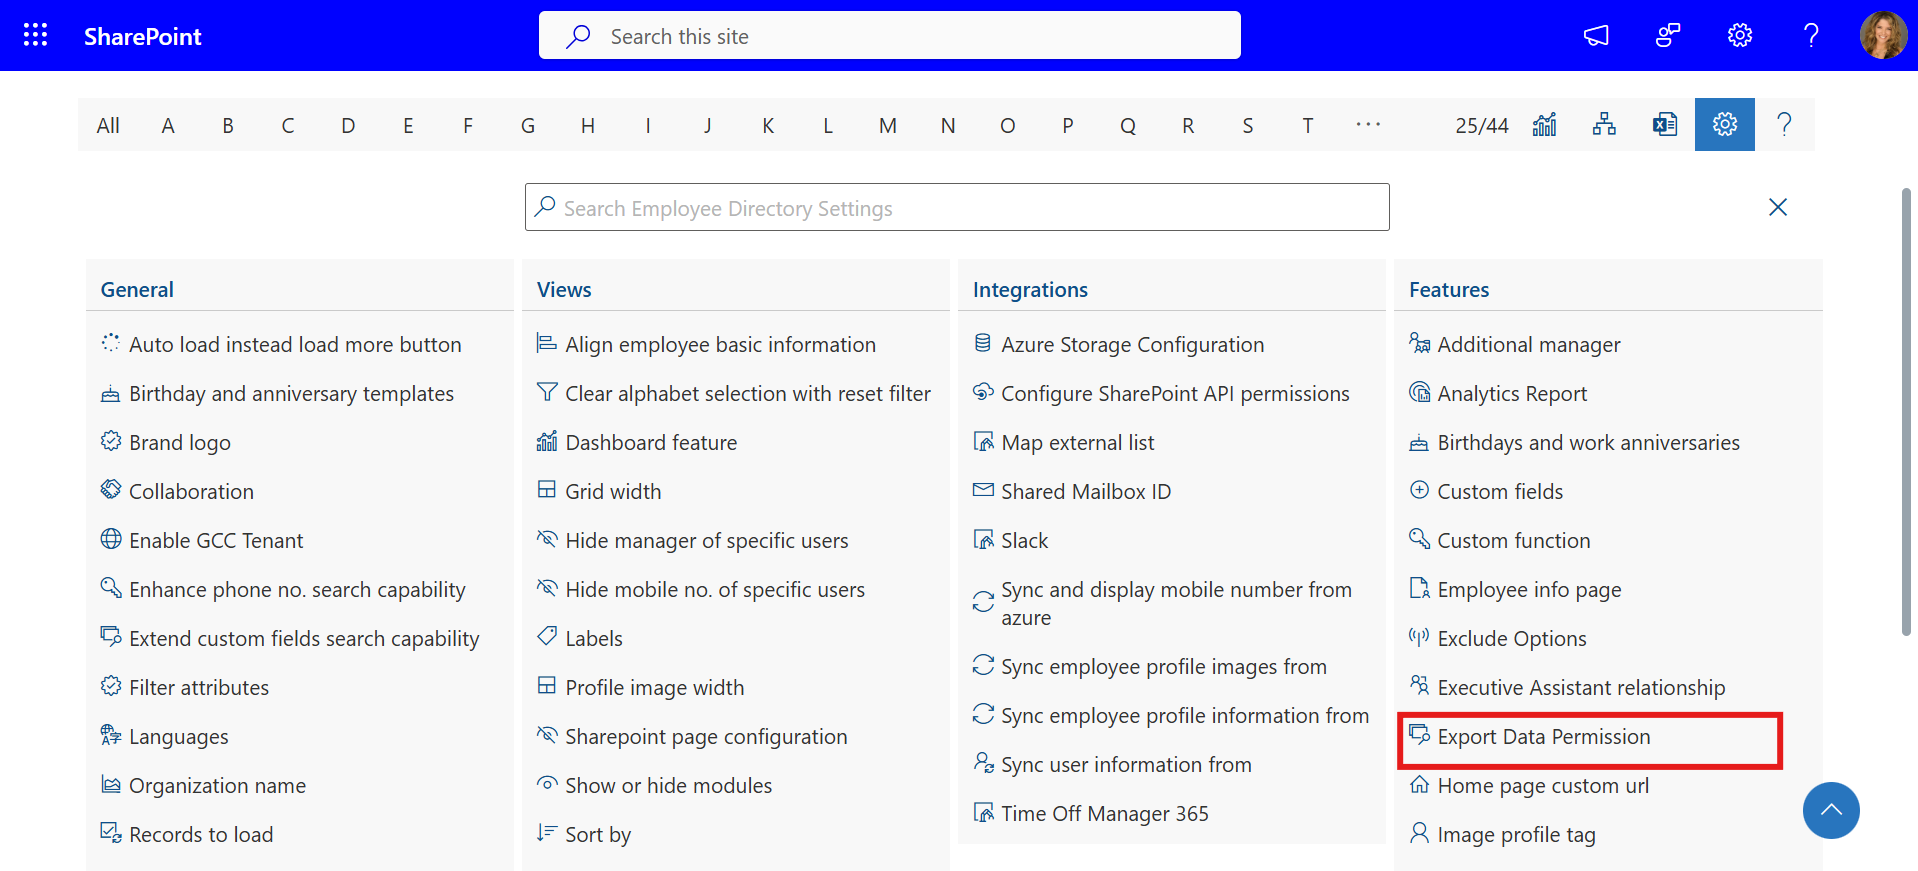 SharePoint
Search this site
All A B C D E F G H I J K L M N O P Q R S T ... 25/44
Search Employee Directory Settings
General
Auto load instead load more button
Birthday and anniversary templates
Brand logo
Collaboration
Enable GCC Tenant
Enhance phone no. search capability
Extend custom fields search capability
Filter attributes
Languages
Organization name
Records to load
Views
Align employee basic information
Clear alphabet selection with reset filter
Dashboard feature
Grid width
Hide manager of specific users
Hide mobile no. of specific users
Labels
Profile image width
Sharepoint page configuration
Show or hide modules
Sort by
Integrations
Azure Storage Configuration
Configure SharePoint API permissions
Map external list
Shared Mailbox ID
Slack
Sync and display mobile number from
azure
Sync employee profile images from
Sync employee profile information from
Sync user information from
Time Off Manager 365
Features
Additional manager
Analytics Report
Birthdays and work anniversaries
Custom fields
Custom function
Employee info page
Exclude Options
Executive Assistant relationship
Export Data Permission
Home page custom url
Image profile tag